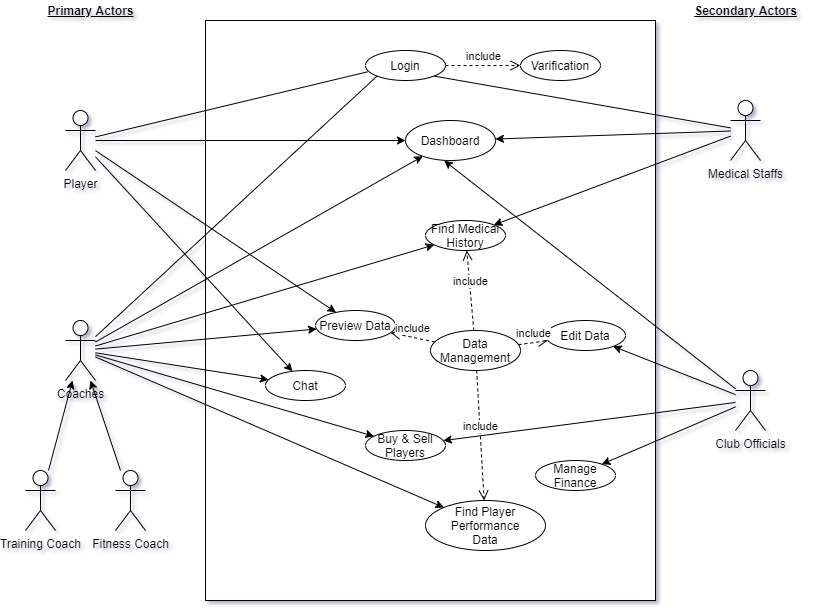 Primary Actors
Secondary Actors
Login
include
Varification
Dashboard
Player
Medical Staffs
Find Medical
History
include
Preview Data
include
Data
Management
include
Edit Data
Chat
Coaches
Buy & Sell
Players
include
Club Officials
Manage
Finance
Find Player
Performance
Data
Training Coach
Fitness Coach